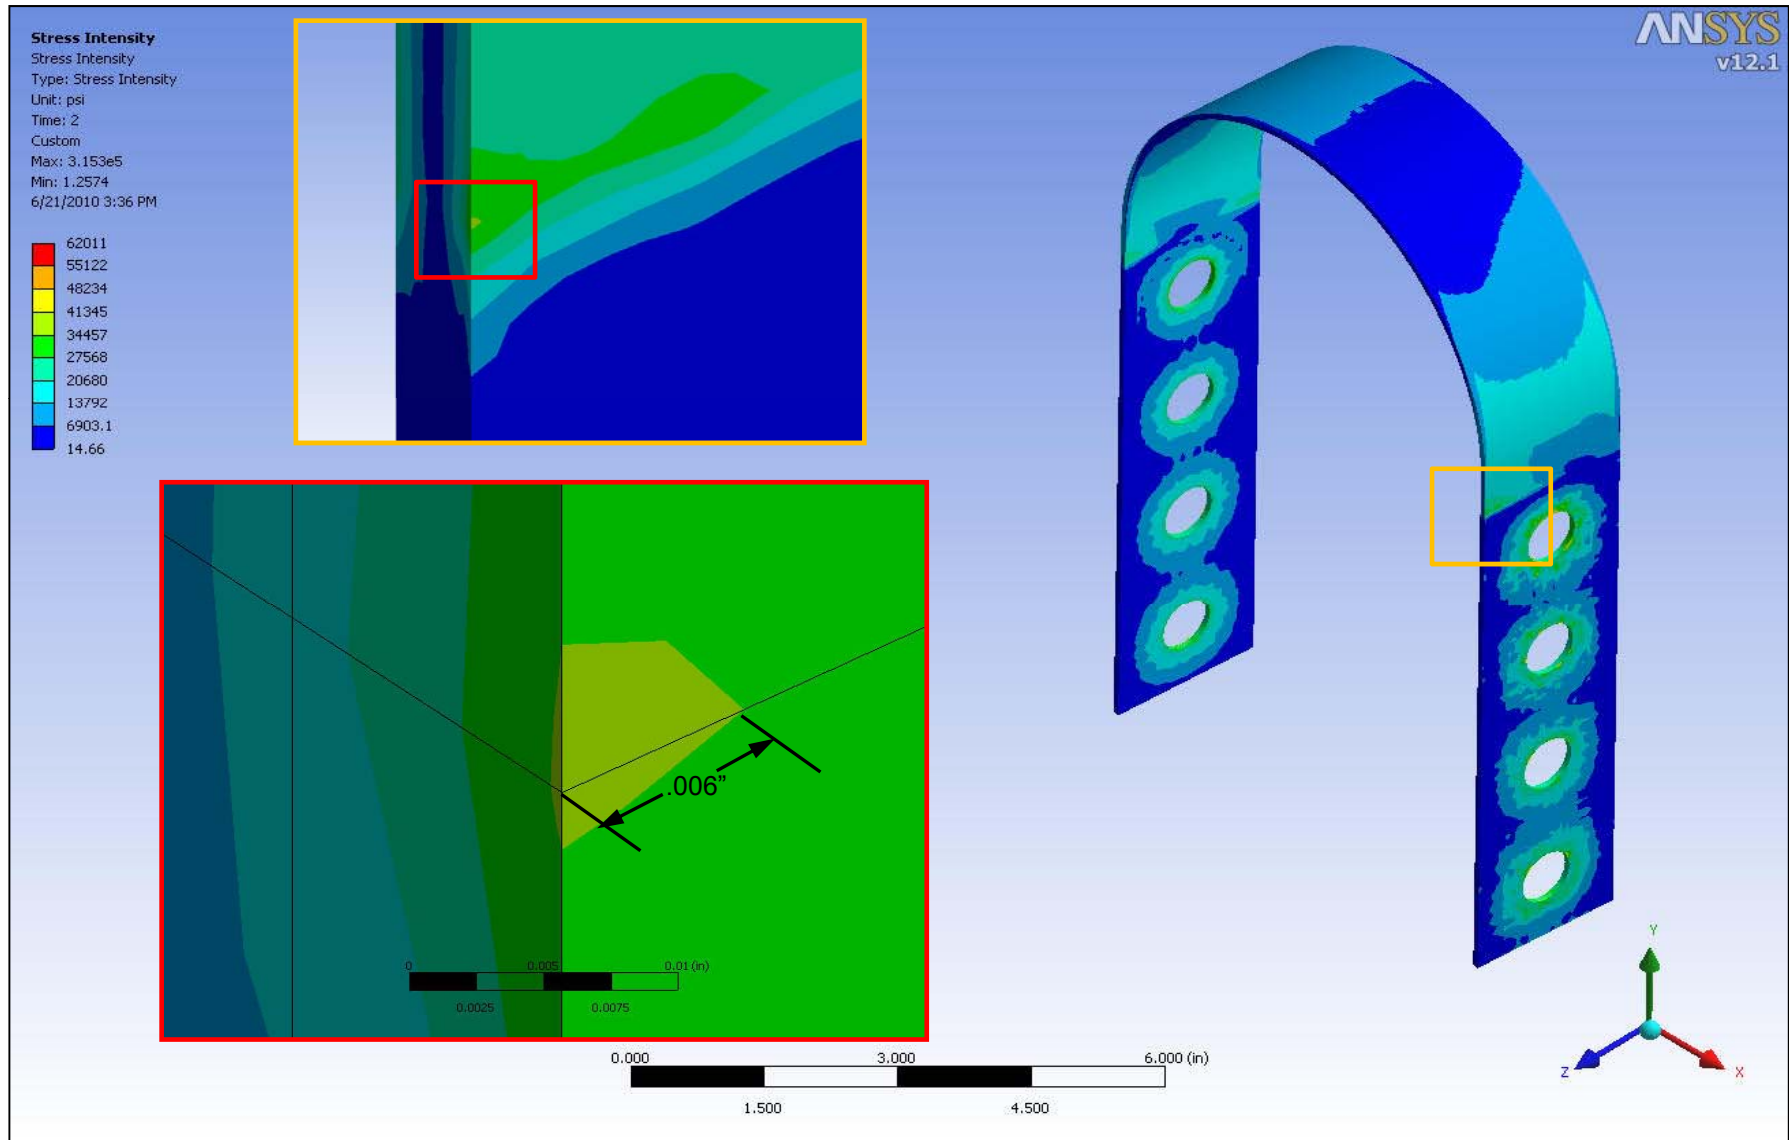 Stress Intensity
Stress Intensity
Type: Stress Intensity
Unit: psi
Time: 2
Custom
Max: 3.153e5
Min: 1.2574
6/21/2010 3:36 PM
62011
55122
48234
41345
34457
27568
20680
13792
6903.1
14.66
ANSYS
v12.1
.006”
0 0.005 0.01 (in)
0.0025 0.0075
0.000 3.000 6.000 (in)
1.500 4.500
Y
Z X